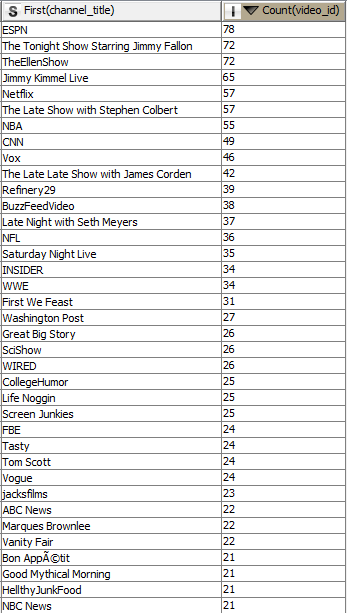 S First(channel_title) I Count(video_id)
ESPN 78
The Tonight Show Starring Jimmy Fallon 72
TheEllenShow 72
Jimmy Kimmel Live 65
Netflix 57
The Late Show with Stephen Colbert 57
NBA 55
CNN 49
Vox 46
The Late Late Show with James Corden 42
Refinery29 39
BuzzFeedVideo 38
Late Night with Seth Meyers 37
NFL 36
Saturday Night Live 35
INSIDER 34
WWE 34
First We Feast 31
Washington Post 27
Great Big Story 26
SciShow 26
WIRED 26
CollegeHumor 25
Life Noggin 25
Screen Junkies 25
FBE 24
Tasty 24
Tom Scott 24
Vogue 24
jacksfilms 23
ABC News 22
Marques Brownlee 22
Vanity Fair 22
Bon AppÃ©tit 21
Good Mythical Morning 21
HellthyJunkFood 21
NBC News 21